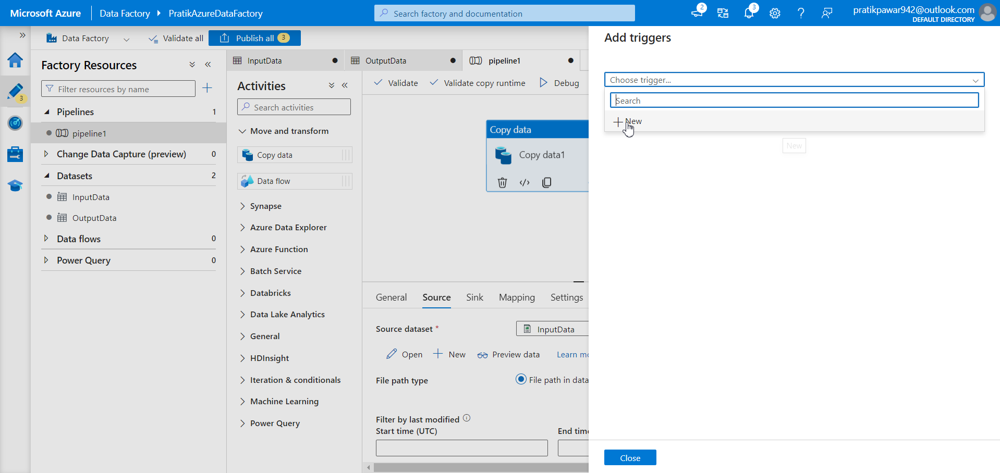 Microsoft Azure
Data Factory
PratikAzureDataFactory
Search factory and documentation
2
3
pratikpawar942@outlook.com
DEFAULT DIRECTORY
Data Factory
Validate all
Publish all 3
3
Factory Resources
Filter resources by name
Pipelines 1
pipeline1
Change Data Capture (preview) 0
Datasets 2
InputData
OutputData
Data flows 0
Power Query 0
InputData
OutputData
pipeline1
Activities
Search activities
Move and transform
Copy data
Data flow
Synapse
Azure Data Explorer
Azure Function
Batch Service
Databricks
Data Lake Analytics
General
HDInsight
Iteration & conditionals
Machine Learning
Power Query
Validate
Validate copy runtime
Debug
Copy data
Copy data1
General
Source
Sink
Mapping
Settings
Source dataset *
InputData
Open
New
Preview data
Learn mo
File path type
File path in data
Filter by last modified
Start time (UTC)
End time
Add triggers
Choose trigger...
Search
New
New
Close